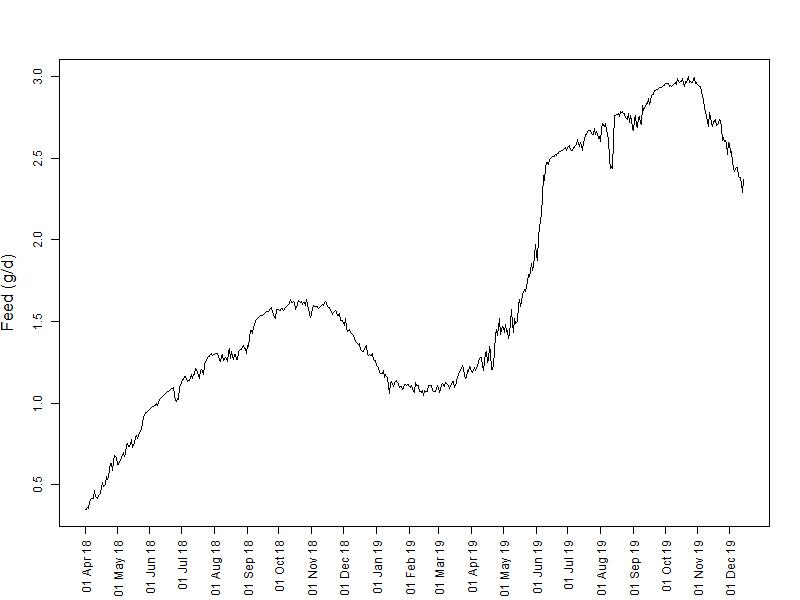 Feed (g/d)
3.0
2.5
2.0
1.5
1.0
0.5
01 Apr 18
01 May 18
01 Jun 18
01 Jul 18
01 Aug 18
01 Sep 18
01 Oct 18
01 Nov 18
01 Dec 18
01 Jan 19
01 Feb 19
01 Mar 19
01 Apr 19
01 May 19
01 Jun 19
01 Jul 19
01 Aug 19
01 Sep 19
01 Oct 19
01 Nov 19
01 Dec 19